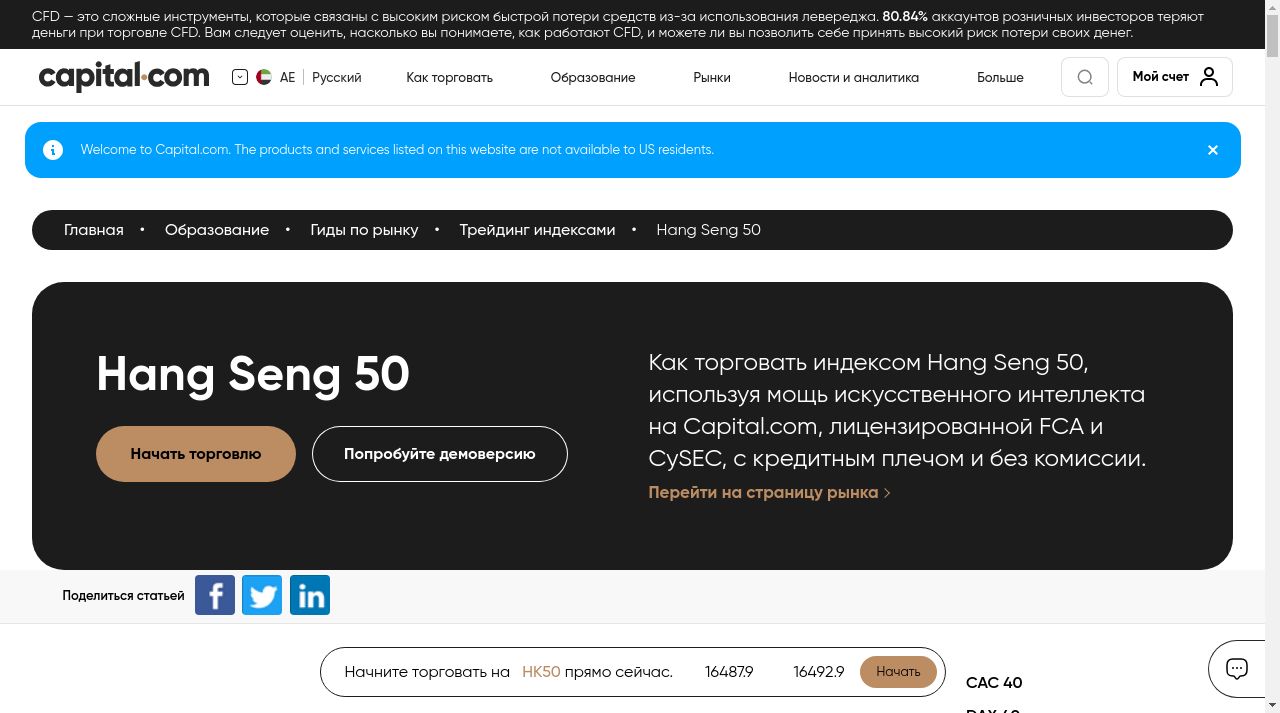 CFD — это сложные инструменты, которые связаны с высоким риском быстрой потери средств из-за использования левереджа. 80.84% аккаунтов розничных инвесторов теряют
деньги при торговле CFD. Вам следует оценить, насколько вы понимаете, как работают CFD, и можете ли вы позволить себе принять высокий риск потери своих денег.
capital.com AE Русский Как торговать Образование Рынки Новости и аналитика Больше Мой счет
Welcome to Capital.com. The products and services listed on this website are not available to US residents.
Главная • Образование • Гиды по рынку • Трейдинг индексами • Hang Seng 50
Hang Seng 50
Начать торговлю Попробуйте демоверсию
Как торговать индексом Hang Seng 50,
используя мощь искусственного интеллекта
на Capital.com, лицензированной FCA и
CySEC, с кредитным плечом и без комиссии.
Перейти на страницу рынка
Поделиться статьей
Начните торговать на HK50 прямо сейчас. 16487.9 16492.9 Начать
CAC 40
DAX 40